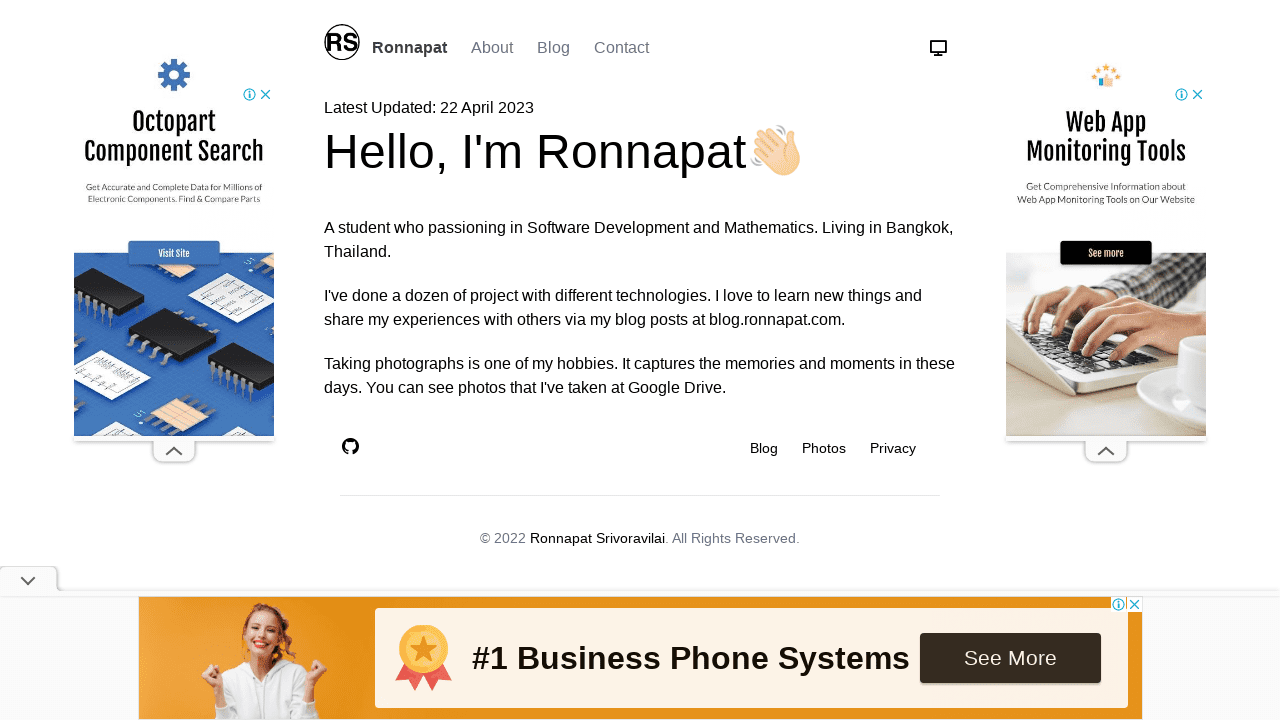 RS Ronnapat About Blog Contact
Latest Updated: 22 April 2023
Hello, I'm Ronnapat
A student who passioning in Software Development and Mathematics. Living in Bangkok,
Thailand.
I've done a dozen of project with different technologies. I love to learn new things and
share my experiences with others via my blog posts at blog.ronnapat.com.
Taking photographs is one of my hobbies. It captures the memories and moments in these
days. You can see photos that I've taken at Google Drive.
Blog Photos Privacy
© 2022 Ronnapat Srivoravilai. All Rights Reserved.
Octopart
Component Search
Get Accurate and Complete Data for Millions of
Electronic Components. Find & Compare Parts
Visit Site
U1
Web App
Monitoring Tools
Get Comprehensive Information about
Web App Monitoring Tools on Our Website
See more
#1 Business Phone Systems
See More